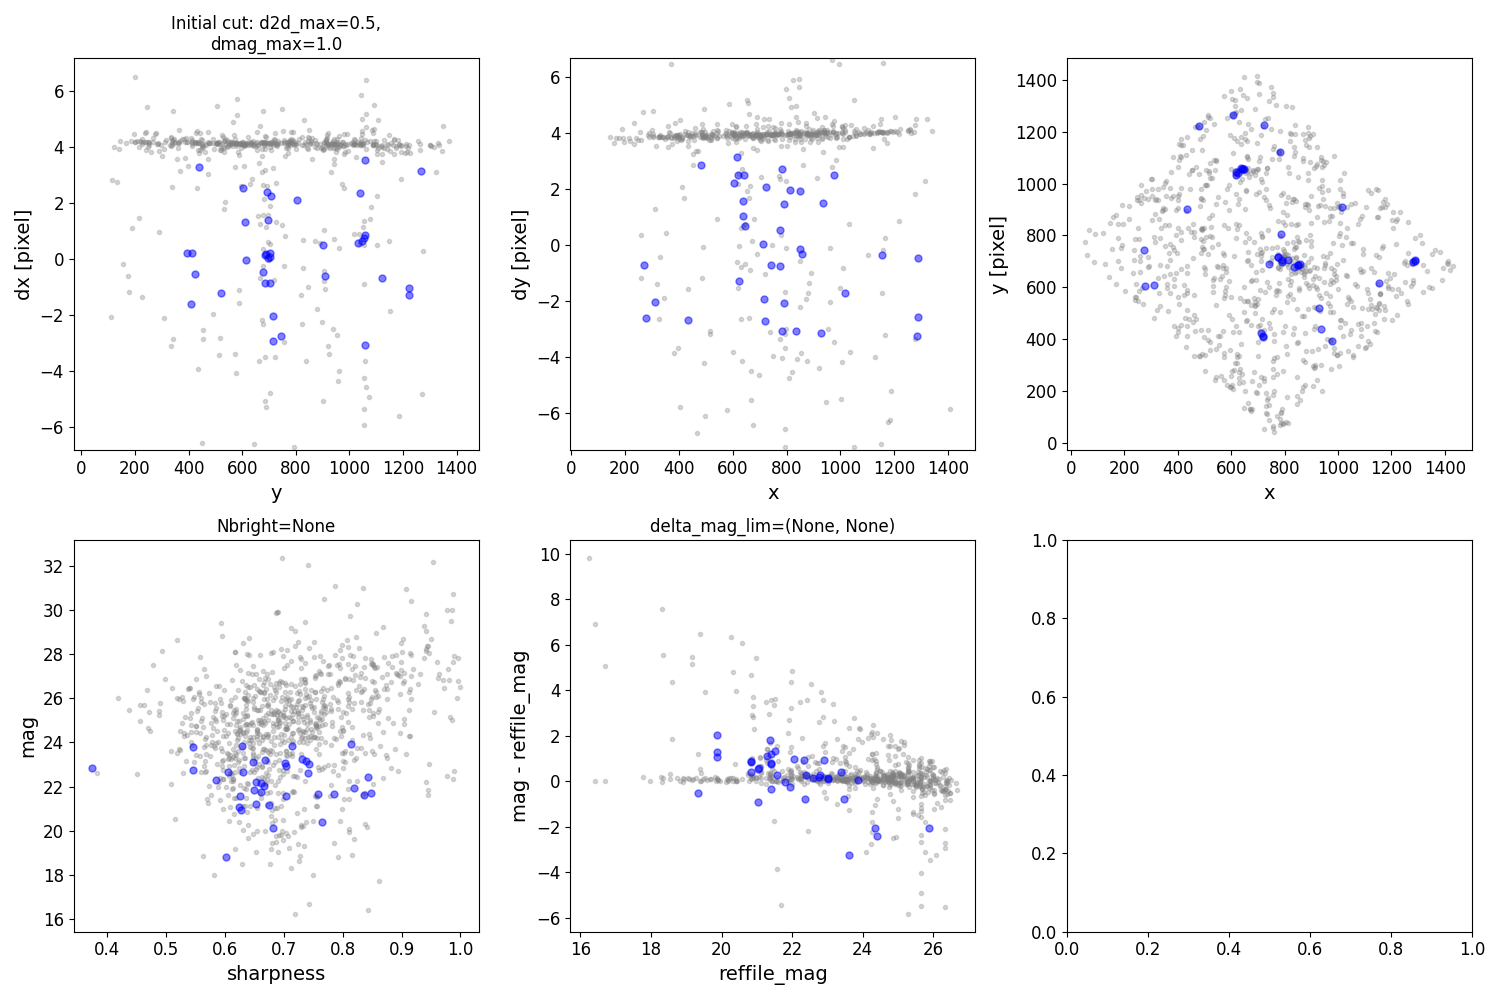 Initial cut: d2d_max=0.5,
dmag_max=1.0
dx [pixel]
6
4
2
0
−2
−4
−6
0 200 400 600 800 1000 1200 1400
y
dy [pixel]
6
4
2
0
−2
−4
−6
0 200 400 600 800 1000 1200 1400
x
y [pixel]
1400
1200
1000
800
600
400
200
0
0 200 400 600 800 1000 1200 1400
x
Nbright=None
mag
32
30
28
26
24
22
20
18
16
0.4 0.5 0.6 0.7 0.8 0.9 1.0
sharpness
delta_mag_lim=(None, None)
mag - reffile_mag
10
8
6
4
2
0
−2
−4
−6
16 18 20 22 24 26
reffile_mag
1.0
0.8
0.6
0.4
0.2
0.0
0.0 0.2 0.4 0.6 0.8 1.0